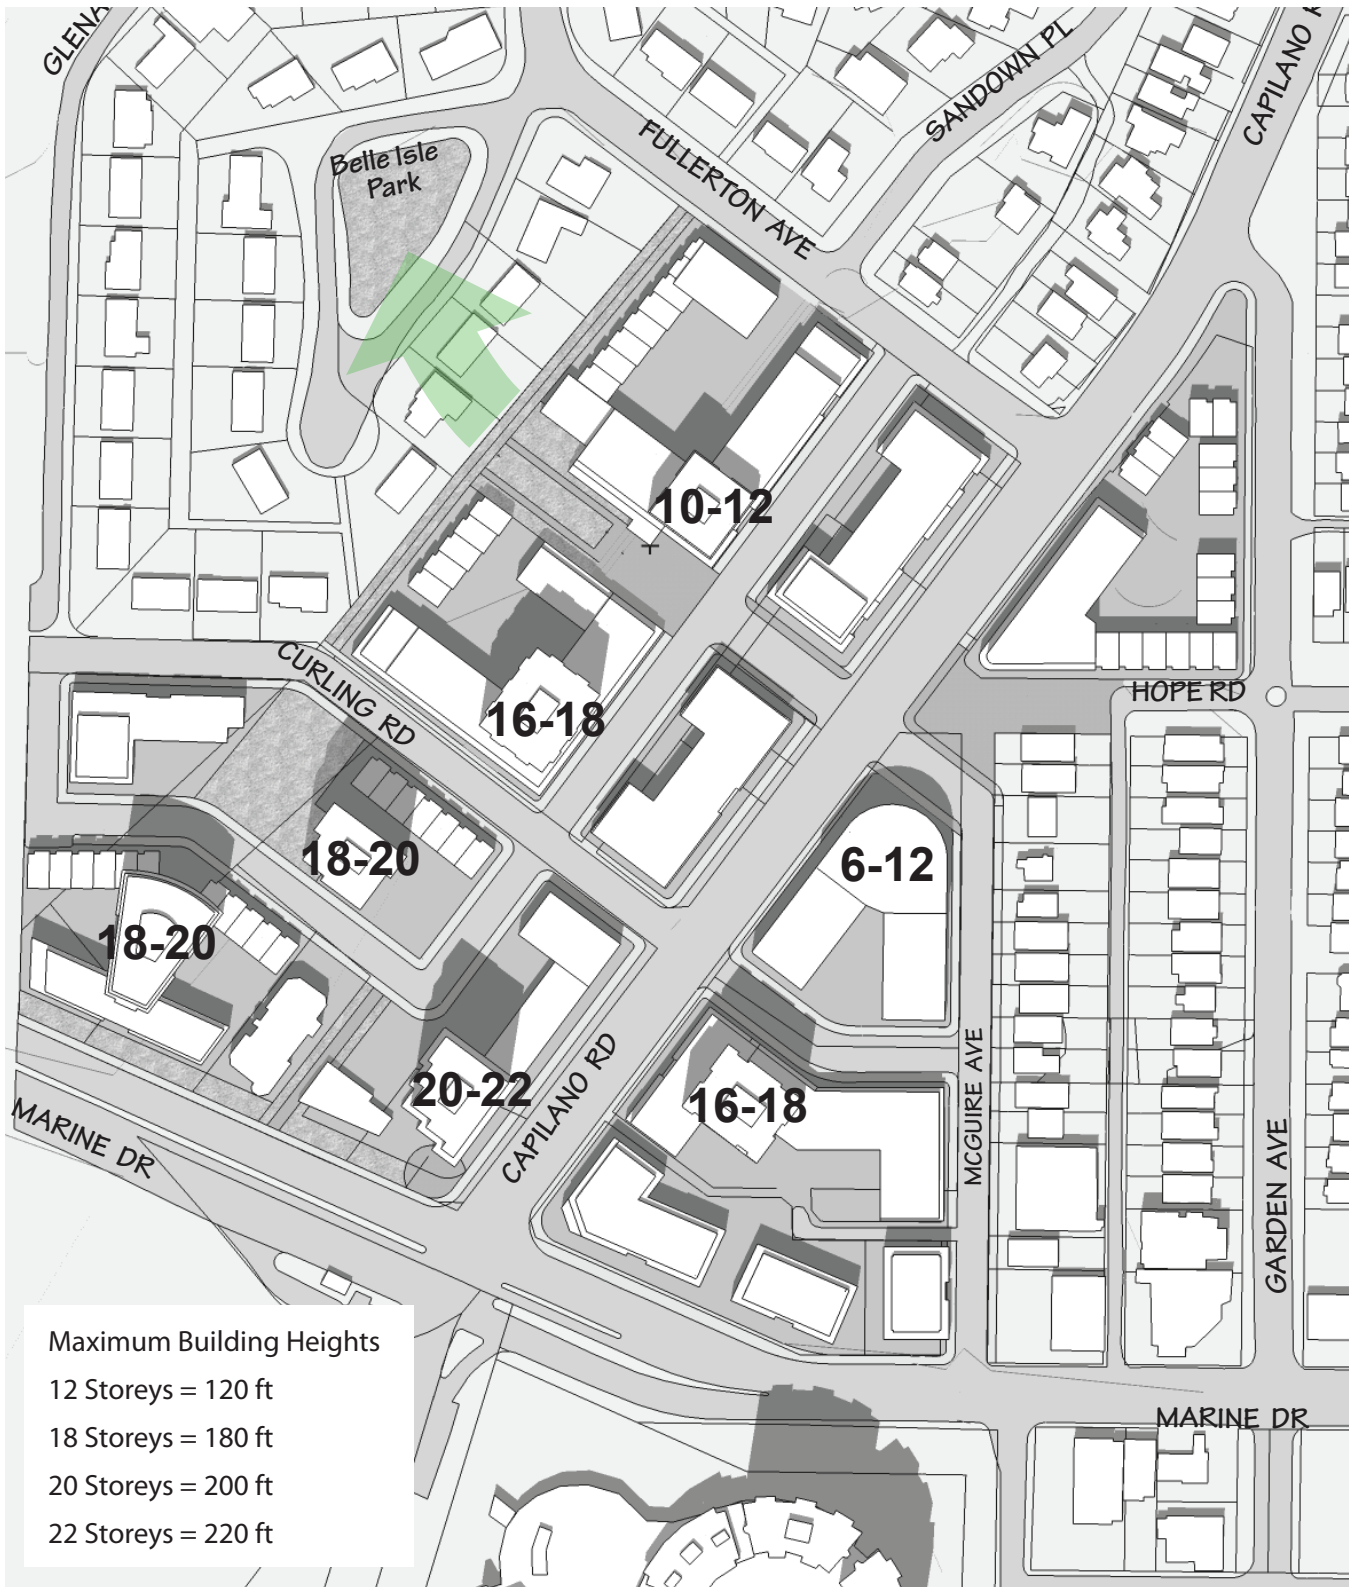 GLENA
Belle Isle
Park
FULLERTON AVE
SANDOWN PL
CAPILANO R
10-12
CURLING RD
16-18
HOPE RD
18-20
6-12
18-20
20-22
CAPILANO RD
16-18
MCGUIRE AVE
GARDEN AVE
MARINE DR
MARINE DR
Maximum Building Heights
12 Storeys = 120 ft
18 Storeys = 180 ft
20 Storeys = 200 ft
22 Storeys = 220 ft